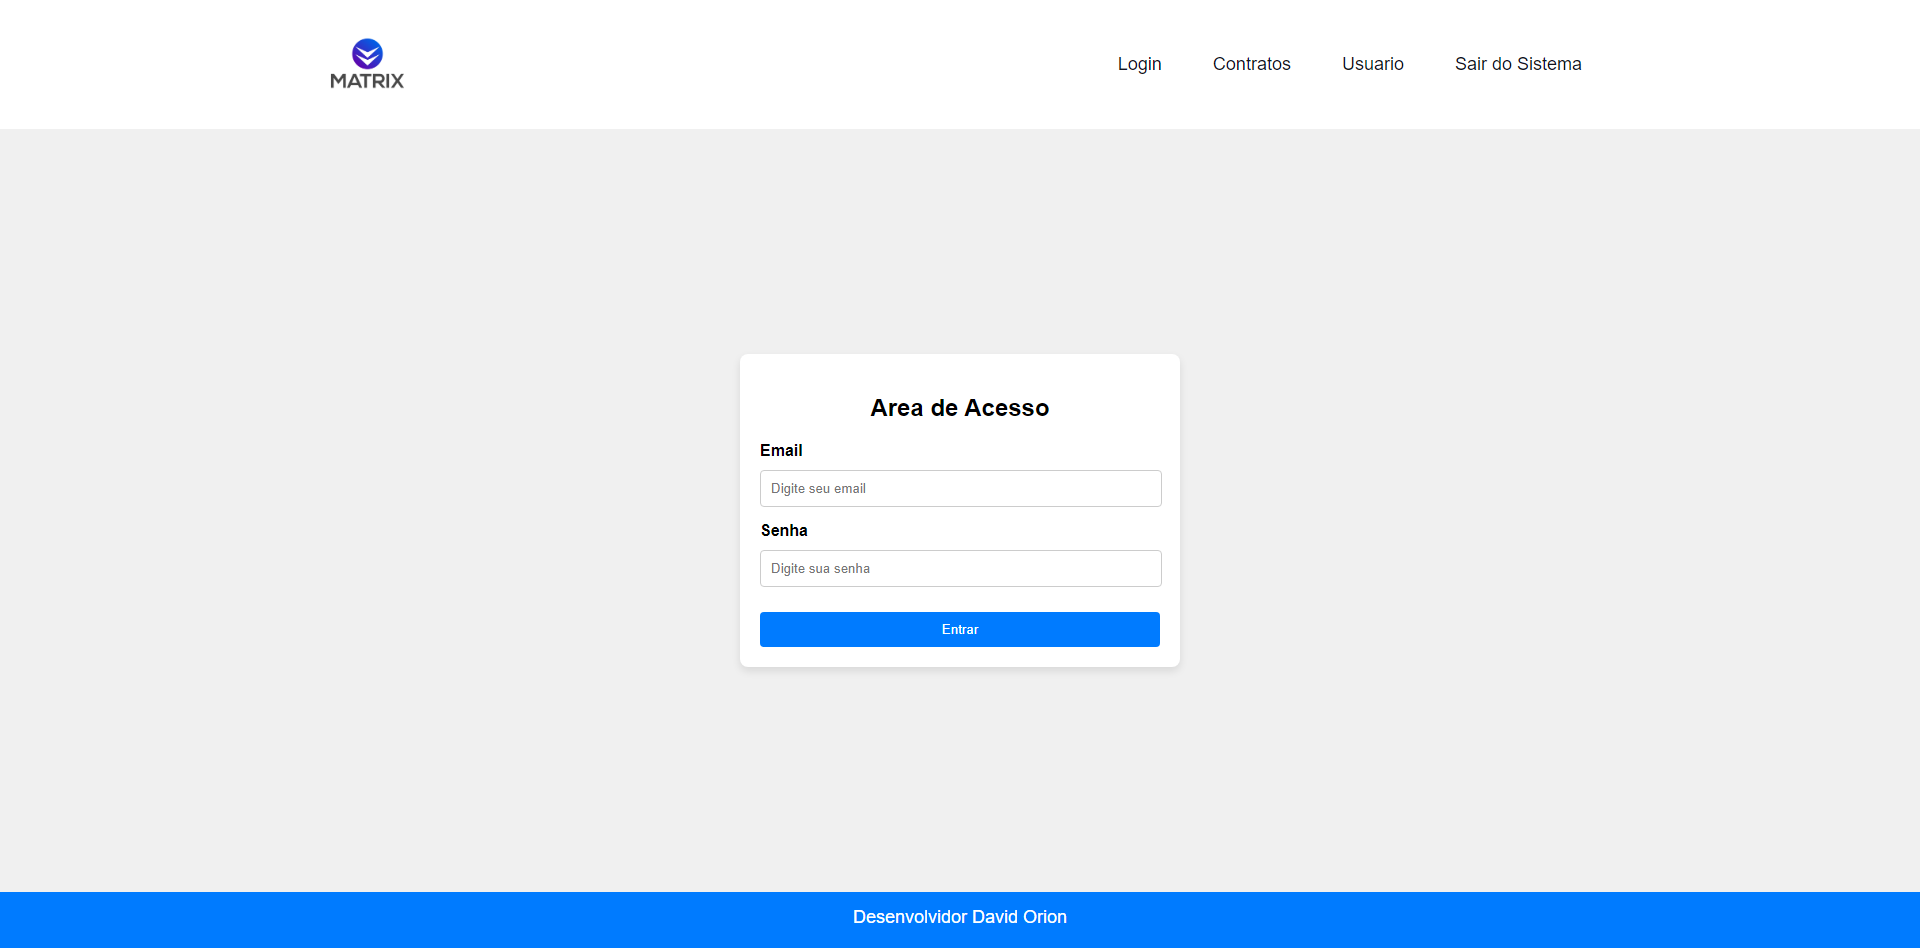 MATRIX
Login Contratos Usuario Sair do Sistema
Area de Acesso
Email
Digite seu email
Senha
Digite sua senha
Entrar
Desenvolvidor David Orion